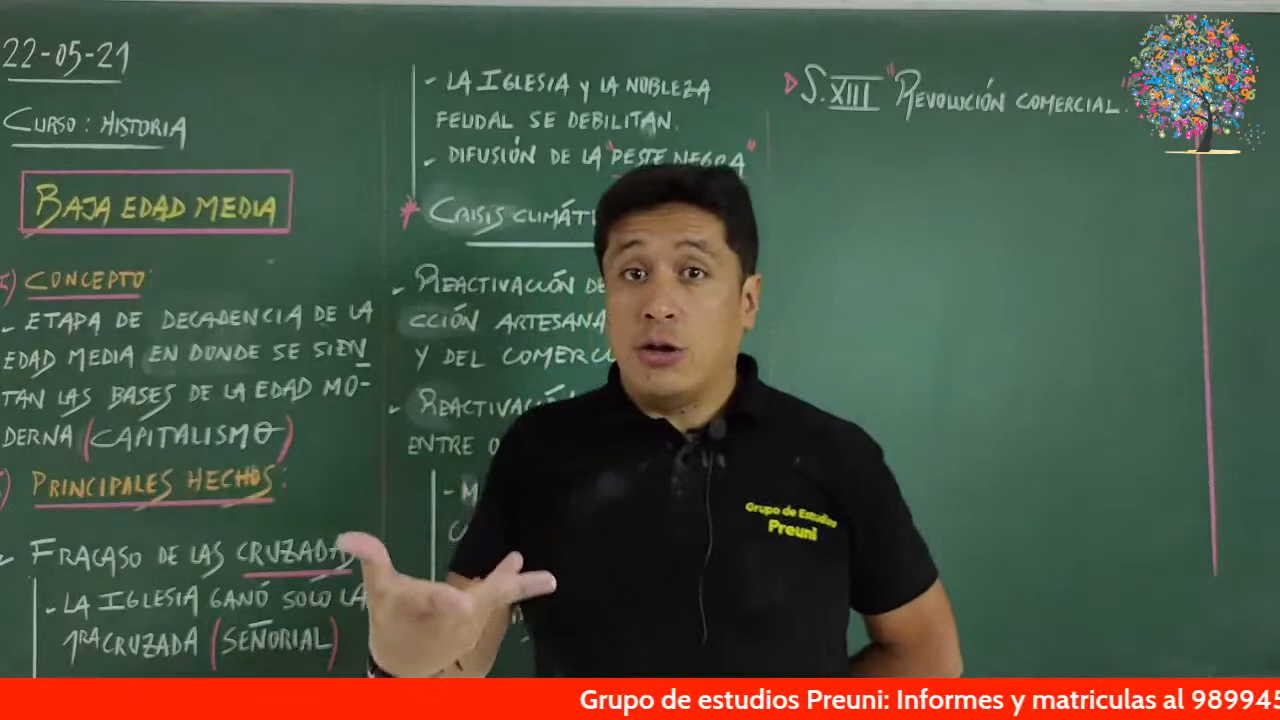 22-05-21
CURSO: HISTORIA
BAJA EDAD MEDIA
I) CONCEPTO:
- ETAPA DE DECADENCIA DE LA
EDAD MEDIA EN DONDE SE SIEN
TAN LAS BASES DE LA EDAD MO-
DERNA (CAPITALISMO)
) PRINCIPALES HECHOS:
- FRACASO DE LAS CRUZADAS
- LA IGLESIA GANÓ SOLO LA
1RA CRUZADA (SEÑORIAL)
- LA IGLESIA Y LA NOBLEZA
FEUDAL SE DEBILITAN.
- DIFUSIÓN DE LA "PESTE NEGRA"
* CRISIS CLIMÁT
- REACTIVACIÓN DE
CCIÓN ARTESANA
Y DEL COMERC
- REACTIVACI
ENTRE O
- M
S. XIII "REVOLUCIÓN COMERCIAL.
Grupo de Estudios
Preuni
Grupo de estudios Preuni: Informes y matriculas al 989945